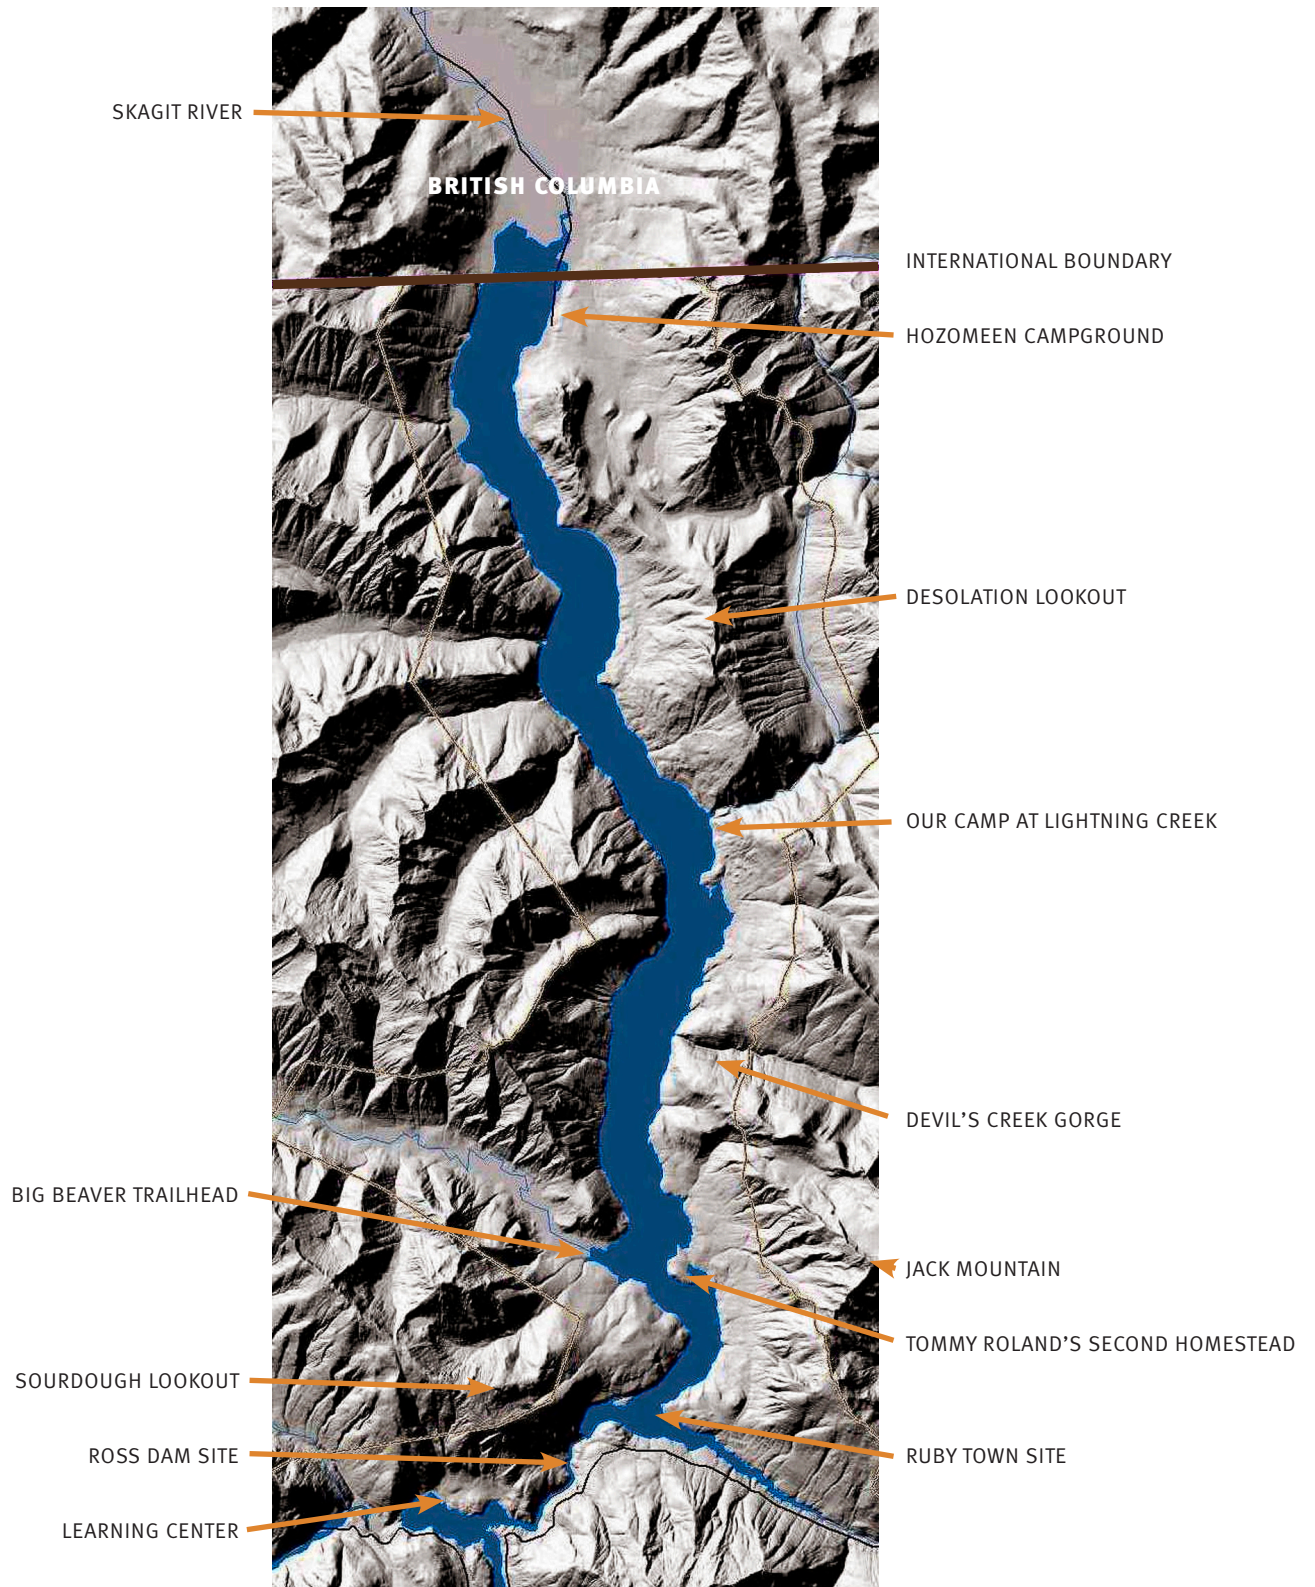 SKAGIT RIVER
BRITISH COLUMBIA
INTERNATIONAL BOUNDARY
HOZOMEEN CAMPGROUND
DESOLATION LOOKOUT
OUR CAMP AT LIGHTNING CREEK
DEVIL’S CREEK GORGE
BIG BEAVER TRAILHEAD
JACK MOUNTAIN
TOMMY ROLAND’S SECOND HOMESTEAD
SOURDOUGH LOOKOUT
ROSS DAM SITE
RUBY TOWN SITE
LEARNING CENTER